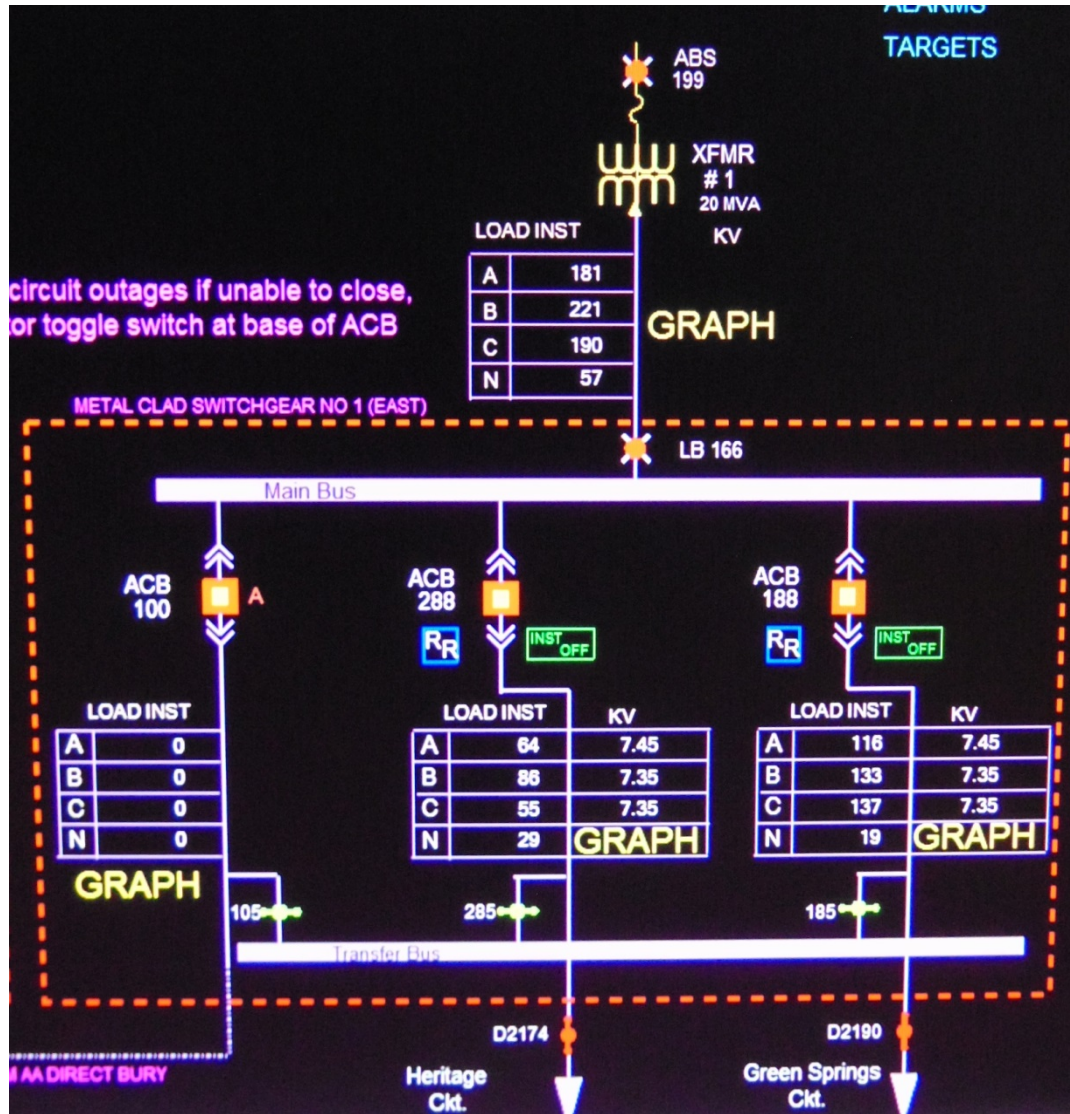 TARGETS
ABS
199
XFMR
# 1
20 MVA
KV
LOAD INST
A 181
B 221
C 190
N 57
GRAPH
circuit outages if unable to close,
tor toggle switch at base of ACB
METAL CLAD SWITCHGEAR NO 1 (EAST)
LB 166
Main Bus
ACB
100
A
ACB
288
RR
INST
OFF
ACB
188
RR
INST
OFF
LOAD INST
A 0
B 0
C 0
N 0
GRAPH
LOAD INST KV
A 64 7.45
B 86 7.35
C 55 7.35
N 29 GRAPH
LOAD INST KV
A 116 7.45
B 133 7.35
C 137 7.35
N 19 GRAPH
105
285
185
Transfer Bus
D2174
D2190
AA DIRECT BURY
Heritage
Ckt.
Green Springs
Ckt.